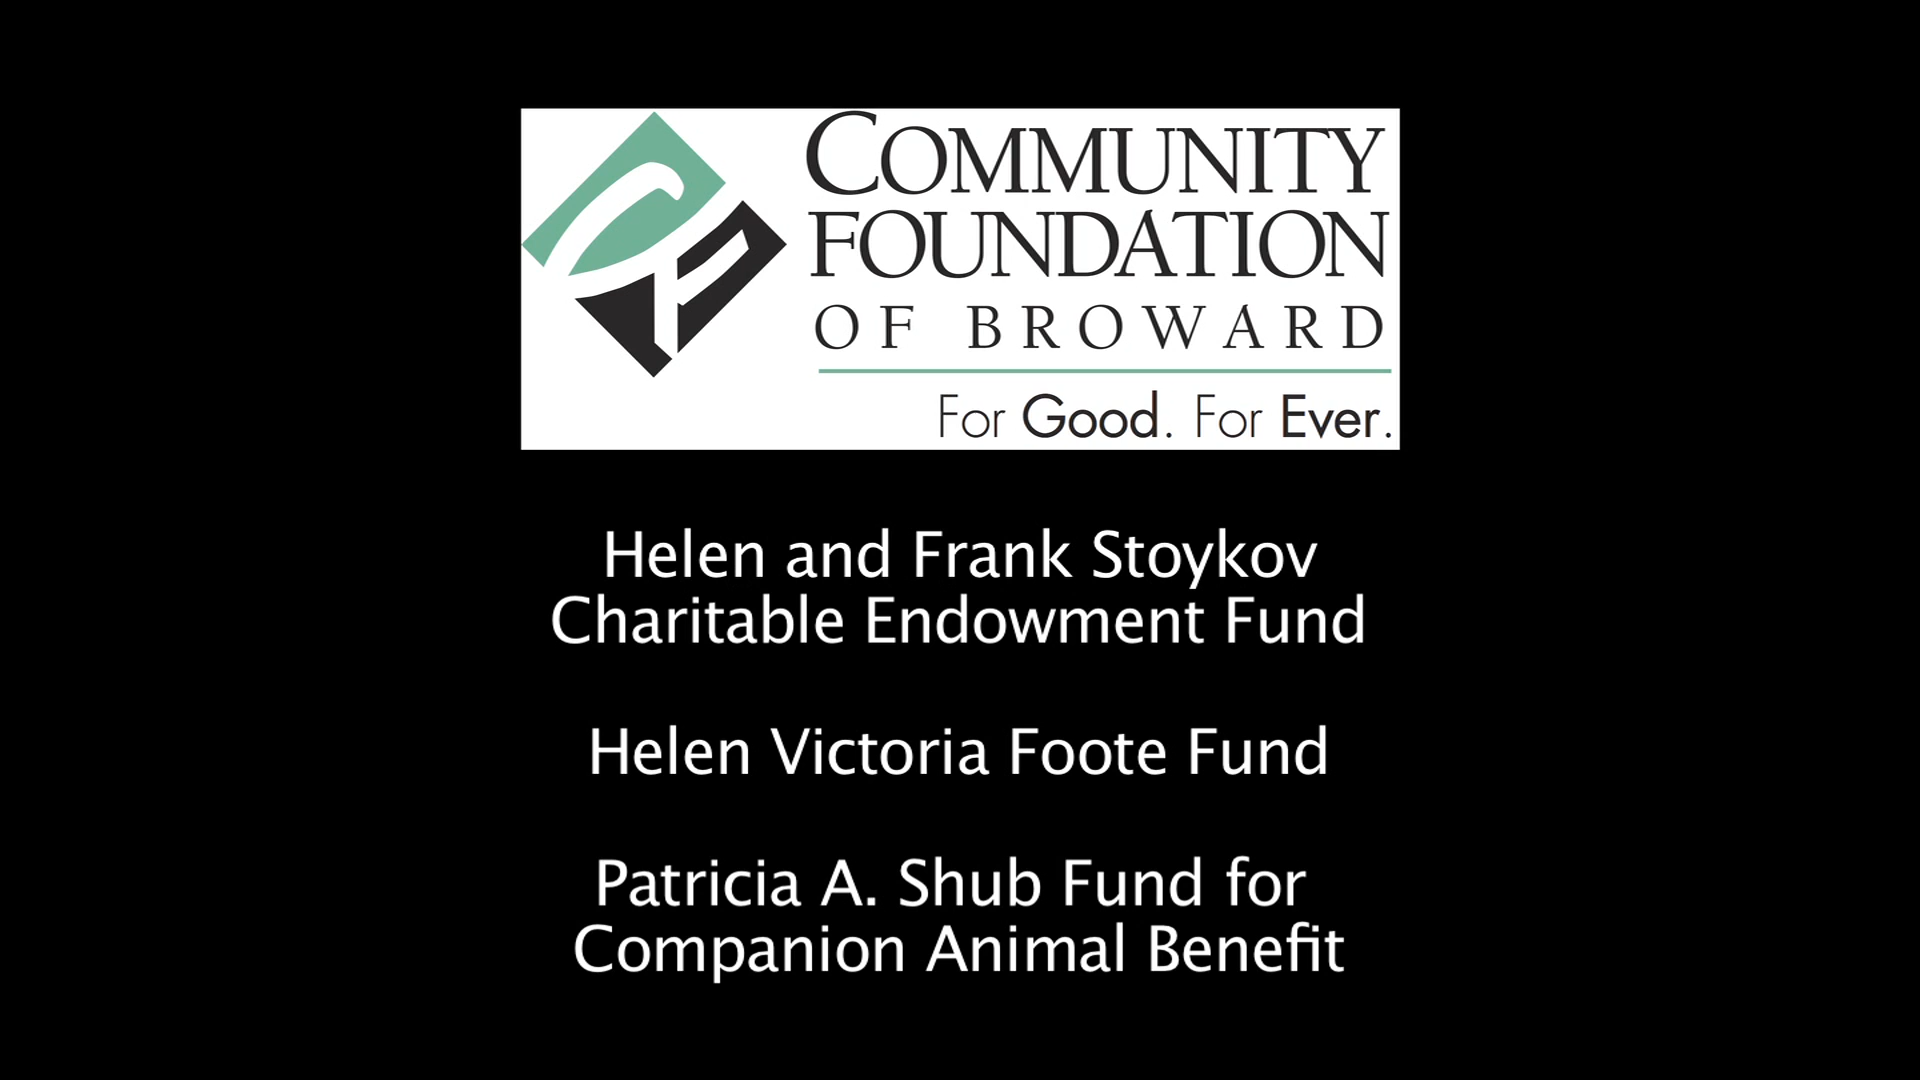 COMMUNITY
FOUNDATION
OF BROWARD
For Good. For Ever.
Helen and Frank Stoykov
Charitable Endowment Fund
Helen Victoria Foote Fund
Patricia A. Shub Fund for
Companion Animal Benefit